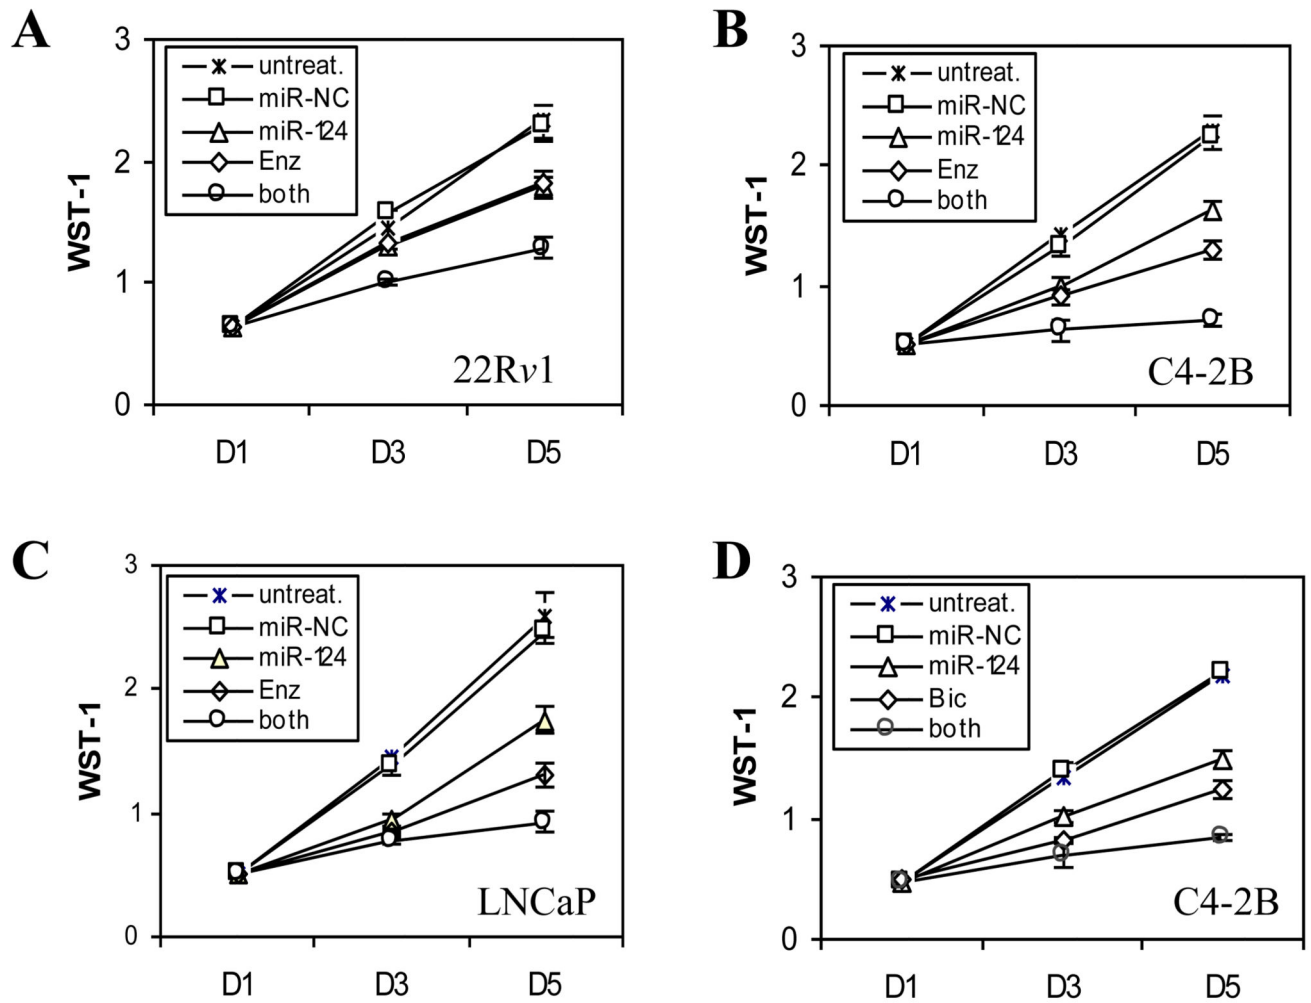 A
3
2
1
0
WST-1
untreat.
miR-NC
miR-124
Enz
both
22Rv1
D1 D3 D5
B
3
2
1
0
WST-1
untreat.
miR-NC
miR-124
Enz
both
C4-2B
D1 D3 D5
C
3
2
1
0
WST-1
untreat.
miR-NC
miR-124
Enz
both
LNCaP
D1 D3 D5
D
3
2
1
0
WST-1
untreat.
miR-NC
miR-124
Bic
both
C4-2B
D1 D3 D5